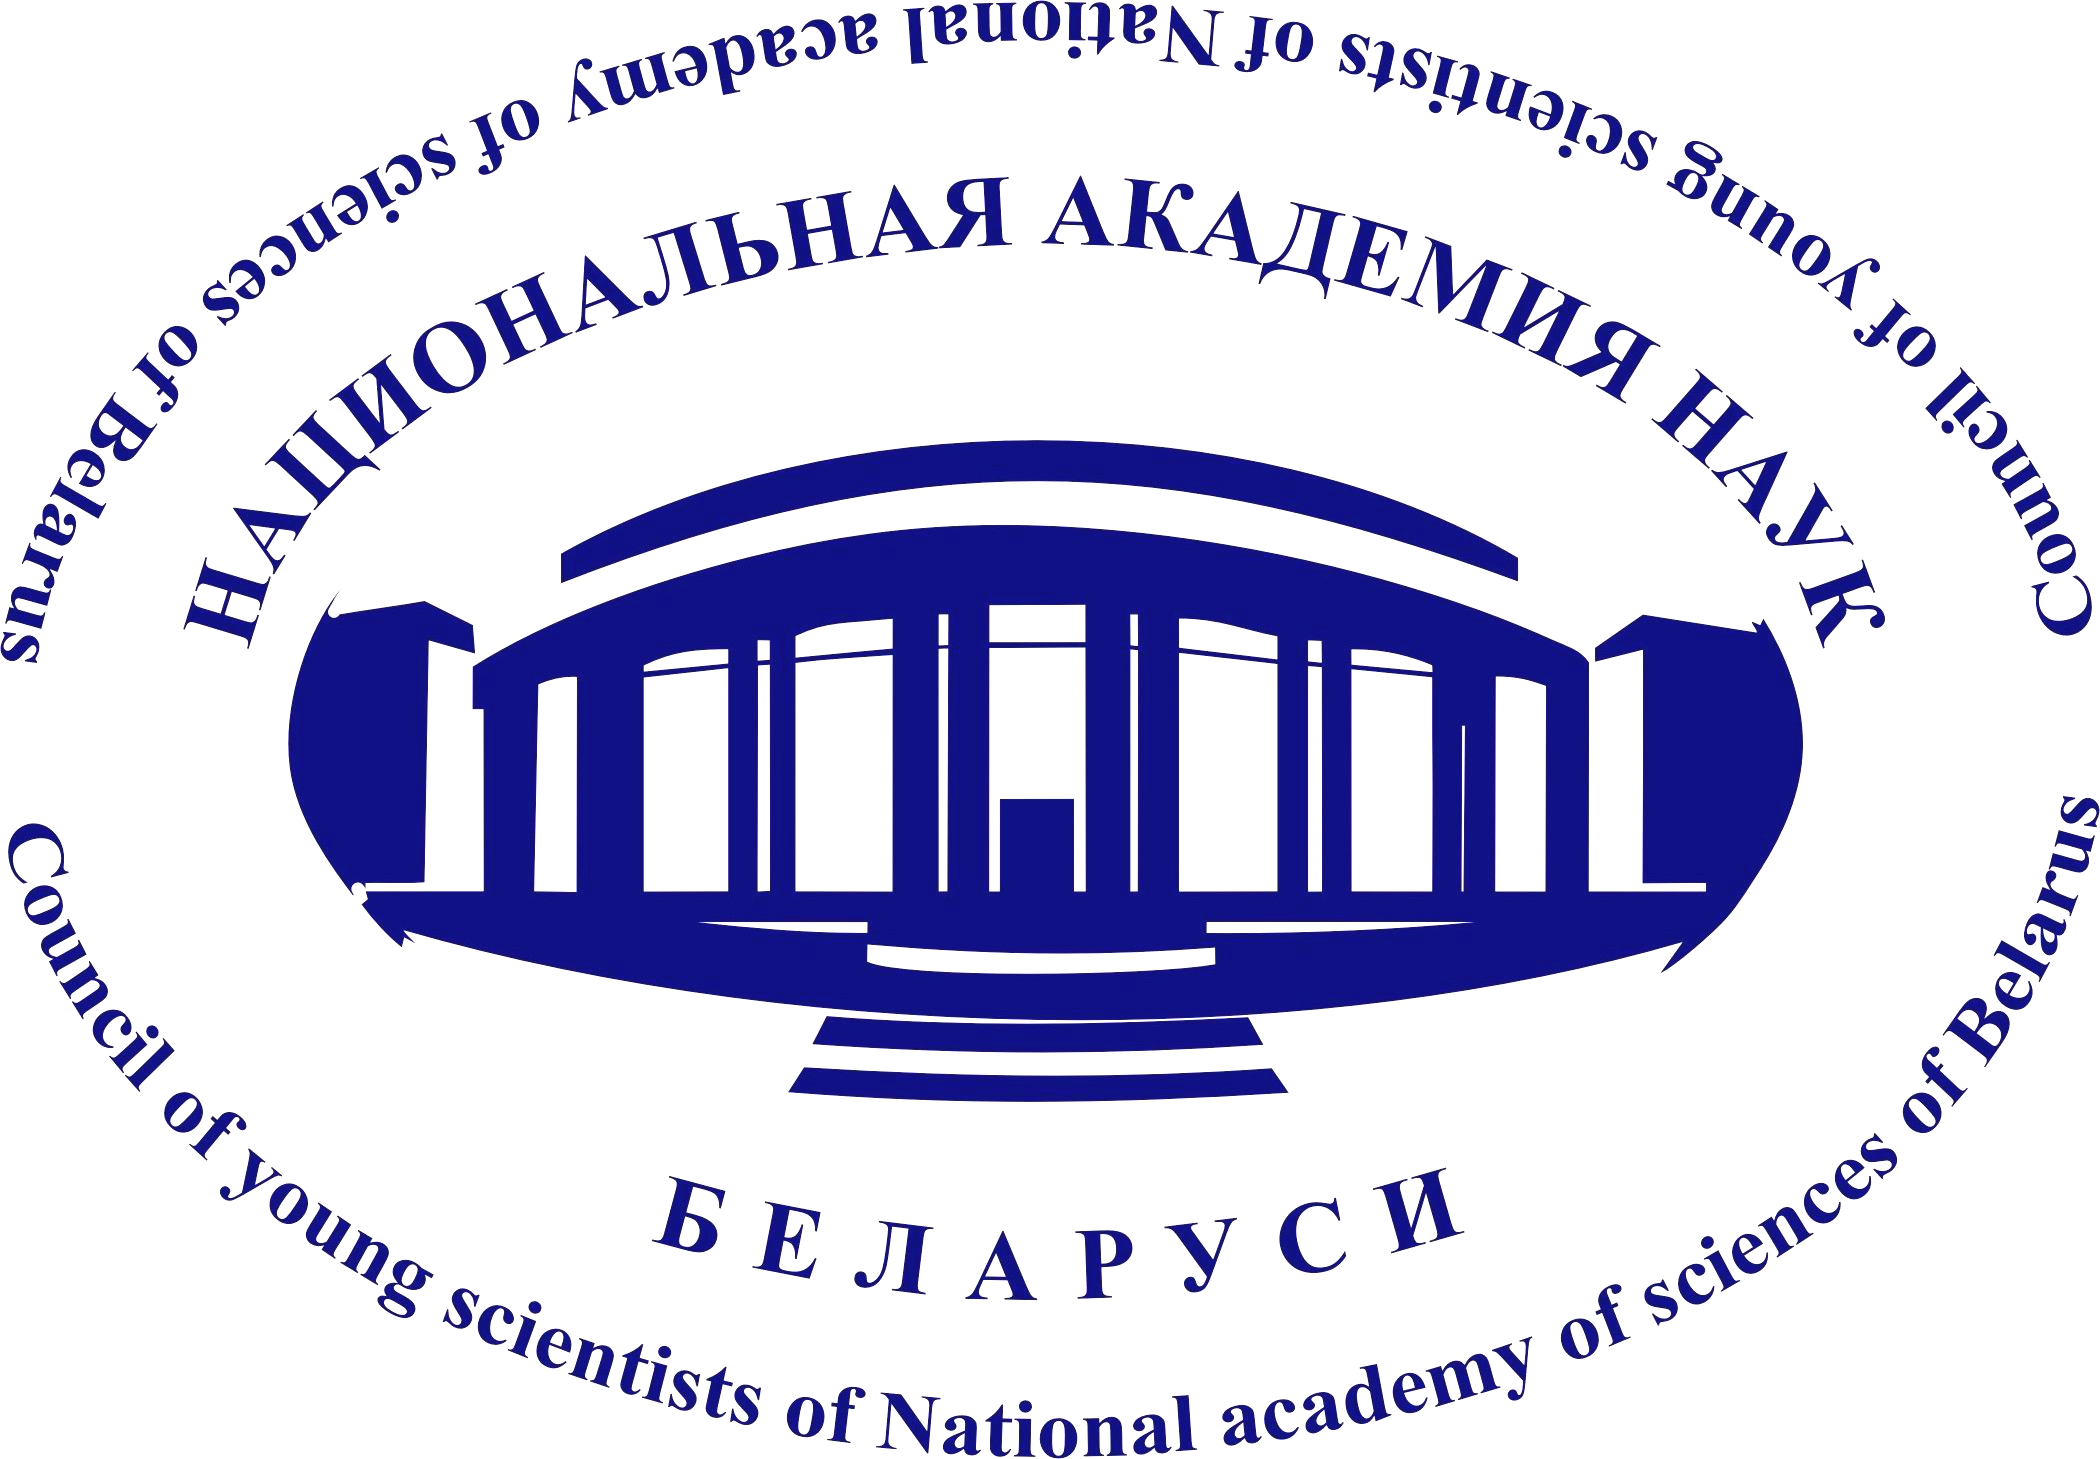 Council of young scientists of National academy of sciences of Belarus
НАЦИОНАЛЬНАЯ АКАДЕМИЯ НАУК
БЕЛАРУСИ
Council of young scientists of National academy of sciences of Belarus